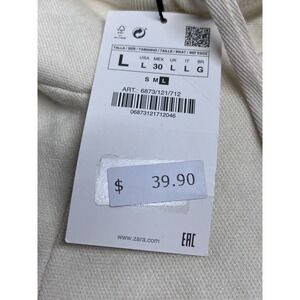 TALLA / SIZE / TAMANHO / TAILLE / MAAT /
USA MEX UK IT BR
L L 30 L L G
S M L
ART. 6873/121/712
06873121712046
$ 39.90
www.zara.com
EAC